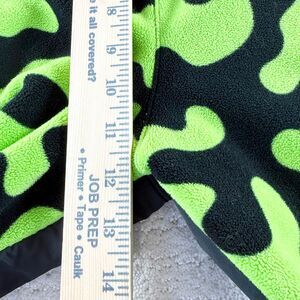 e it all covered?
JOB PREP
• Primer • Tape • Caulk
8
9
10
11
12
13
14